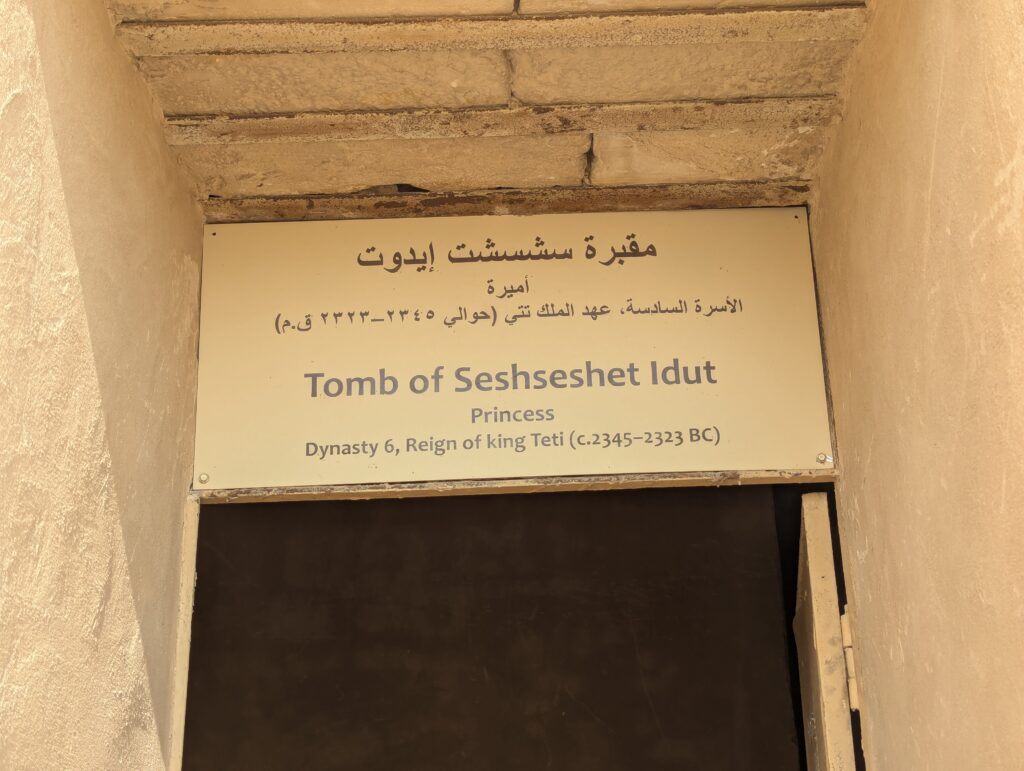 مقبرة سشسشت إيدوت
أميرة
الأسرة السادسة، عهد الملك تتي (حوالي ٢٣٤٥–٢٣٢٣ ق.م)
Tomb of Seshseshet Idut
Princess
Dynasty 6, Reign of king Teti (c.2345–2323 BC)